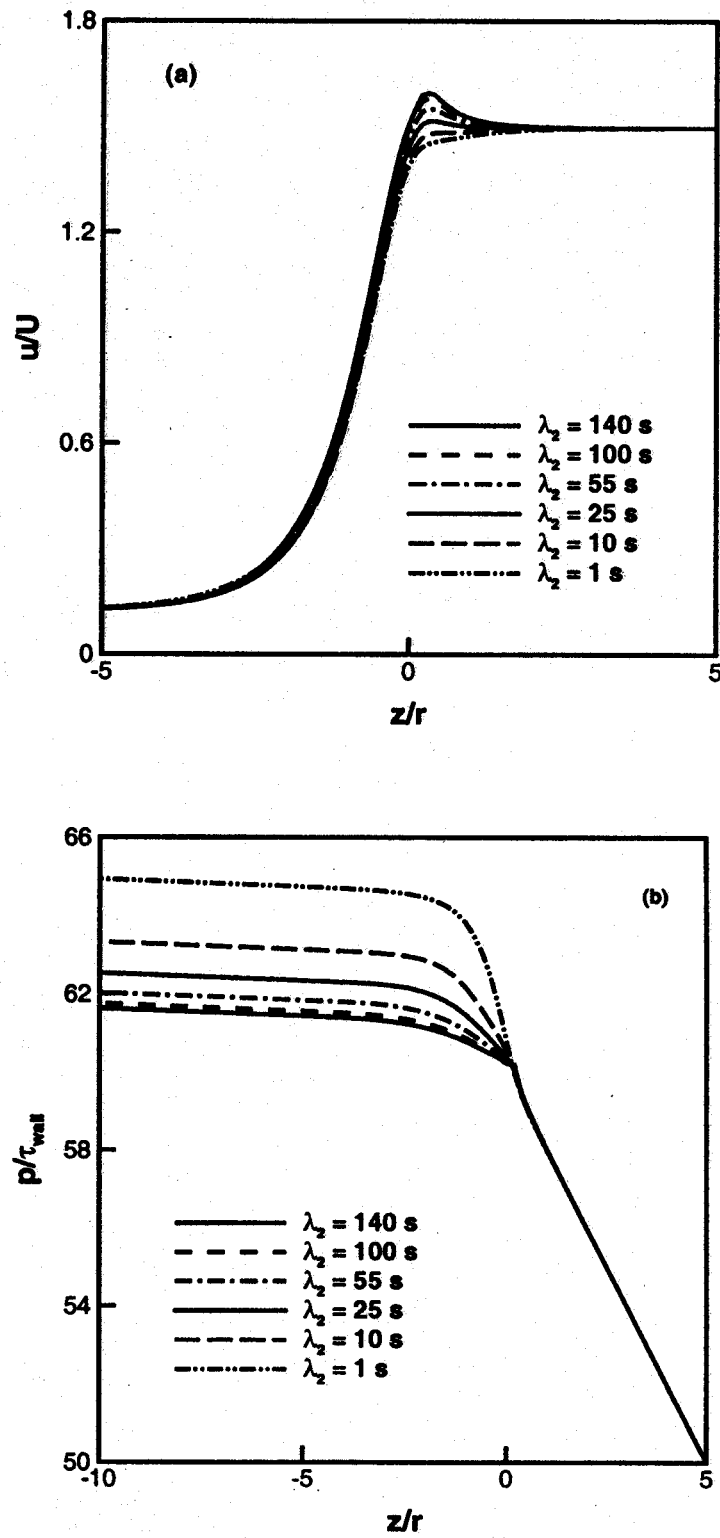 1.8
(a)
1.2
u/U
0.6
λ₂ = 140 s
λ₂ = 100 s
λ₂ = 55 s
λ₂ = 25 s
λ₂ = 10 s
λ₂ = 1 s
0
-5
0
5
z/r
66
(b)
62
p/τwall
58
λ₂ = 140 s
λ₂ = 100 s
λ₂ = 55 s
λ₂ = 25 s
λ₂ = 10 s
λ₂ = 1 s
54
50
-10
-5
0
5
z/r